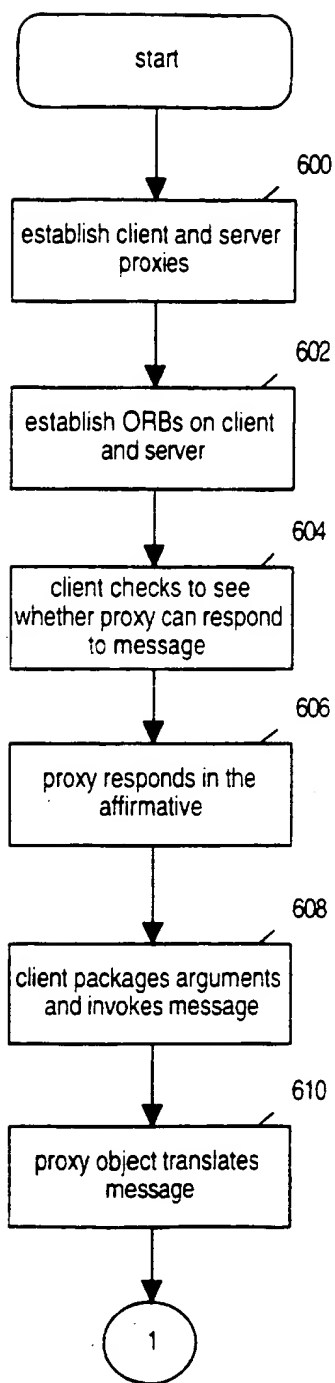 start
600
establish client and server
proxies
602
establish ORBs on client
and server
604
client checks to see
whether proxy can respond
to message
606
proxy responds in the
affirmative
608
client packages arguments
and invokes message
610
proxy object translates
message
1